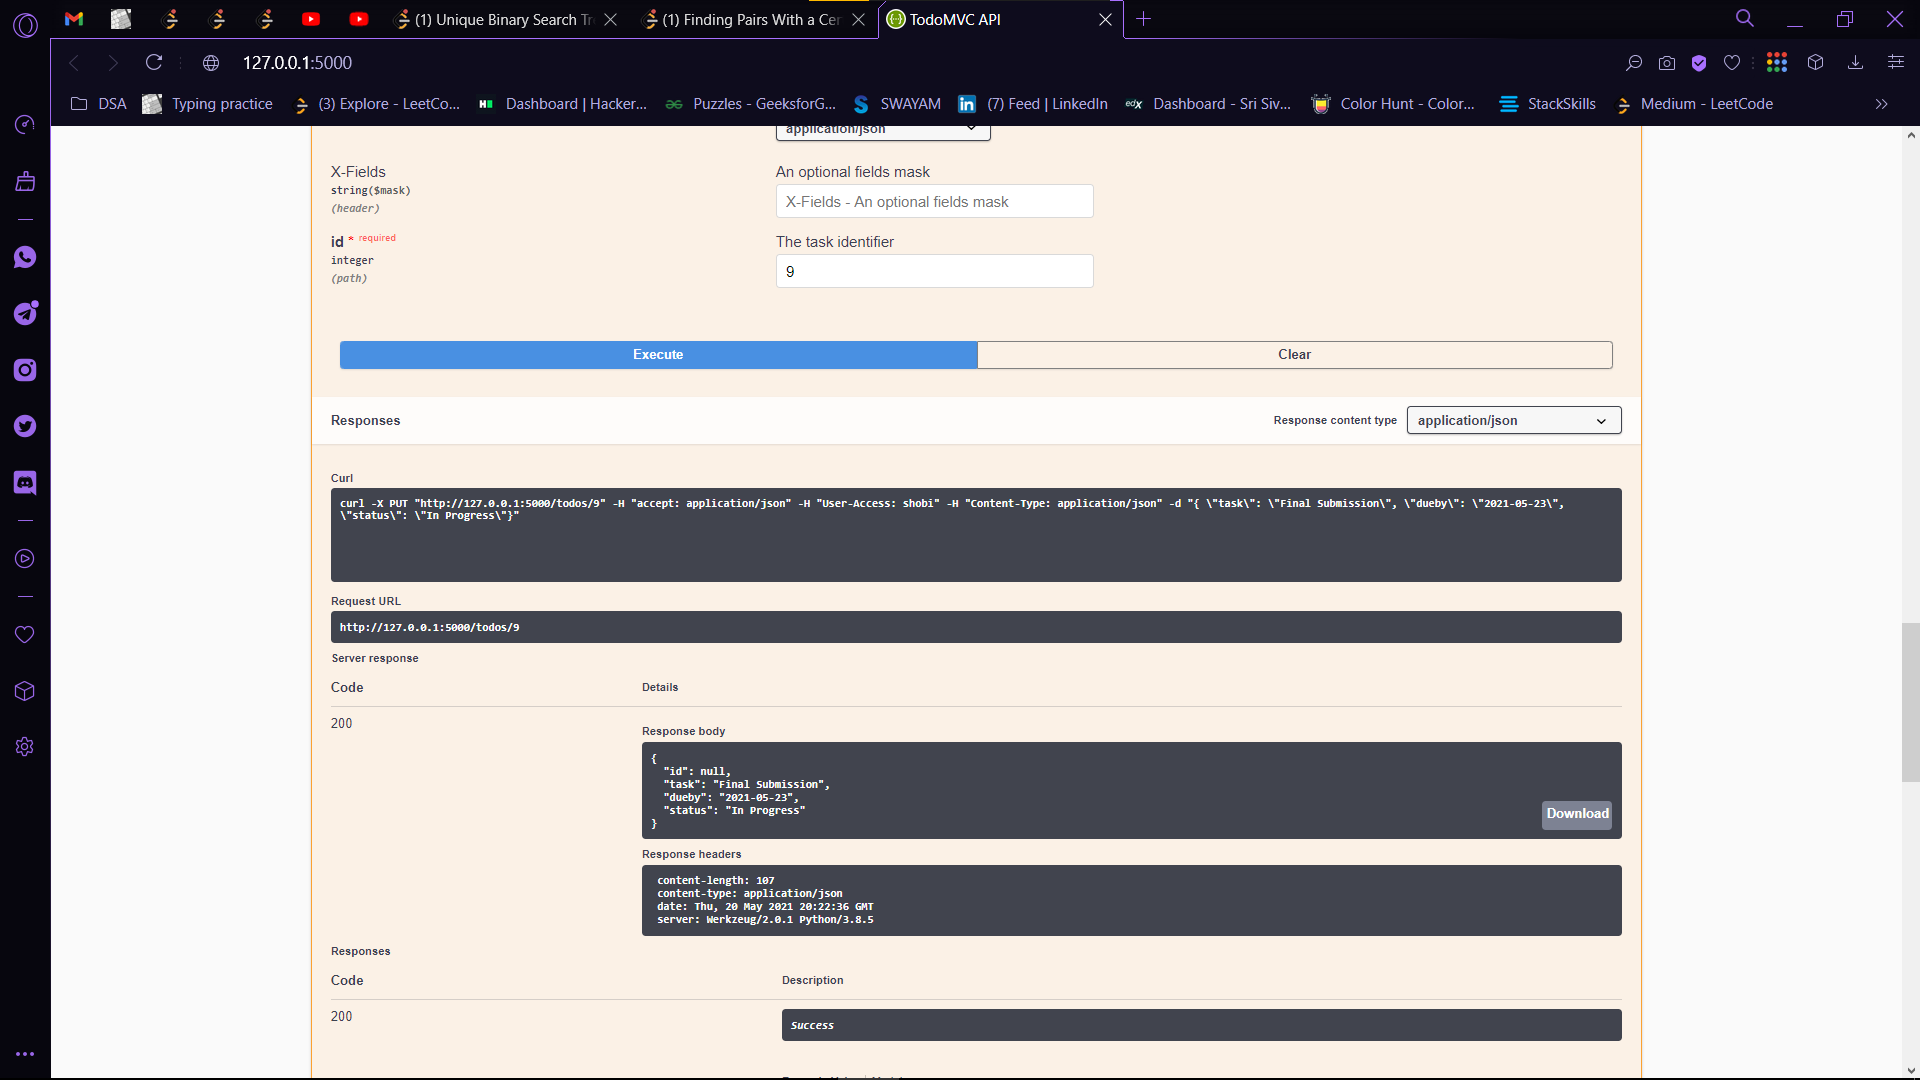 (1) Unique Binary Search Tr
(1) Finding Pairs With a Cer
TodoMVC API
127.0.0.1:5000
DSA
Typing practice
(3) Explore - LeetCo...
Dashboard | Hacker...
Puzzles - GeeksforG...
SWAYAM
(7) Feed | LinkedIn
edX
Dashboard - Sri Siv...
Color Hunt - Color...
StackSkills
Medium - LeetCode
application/json
X-Fields
string($mask)
(header)
An optional fields mask
X-Fields - An optional fields mask
id * required
integer
(path)
The task identifier
9
Execute
Clear
Responses
Response content type
application/json
Curl
curl -X PUT "http://127.0.0.1:5000/todos/9" -H "accept: application/json" -H "User-Access: shobi" -H "Content-Type: application/json" -d "{ \"task\": \"Final Submission\", \"dueby\": \"2021-05-23\",
\"status\": \"In Progress\"}"
Request URL
http://127.0.0.1:5000/todos/9
Server response
Code
Details
200
Response body
{
"id": null,
"task": "Final Submission",
"dueby": "2021-05-23",
"status": "In Progress"
}
Download
Response headers
content-length: 107
content-type: application/json
date: Thu, 20 May 2021 20:22:36 GMT
server: Werkzeug/2.0.1 Python/3.8.5
Responses
Code
Description
200
Success